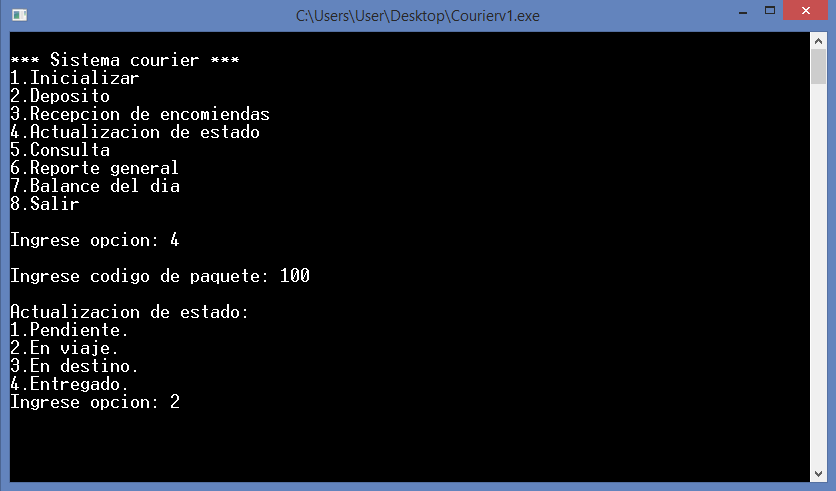 C:\Users\User\Desktop\Courierv1.exe
*** Sistema courier ***
1.Inicializar
2.Deposito
3.Recepcion de encomiendas
4.Actualizacion de estado
5.Consulta
6.Reporte general
7.Balance del dia
8.Salir
Ingrese opcion: 4
Ingrese codigo de paquete: 100
Actualizacion de estado:
1.Pendiente.
2.En viaje.
3.En destino.
4.Entregado.
Ingrese opcion: 2